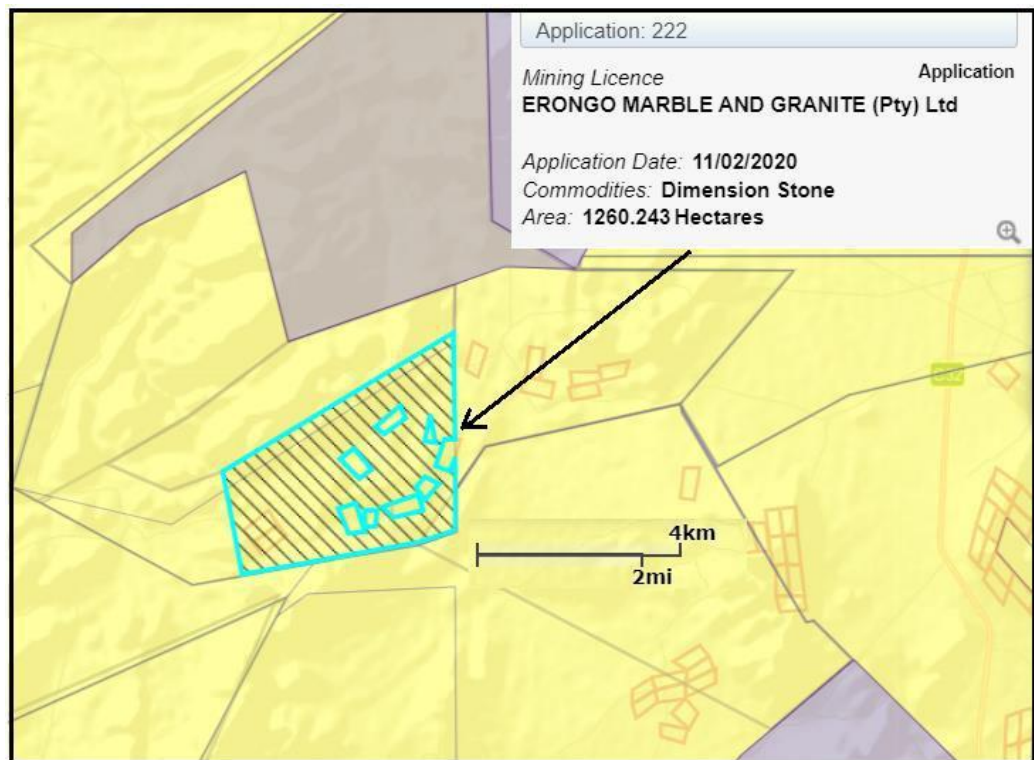 Application: 222
Mining Licence Application
ERONGO MARBLE AND GRANITE (Pty) Ltd
Application Date: 11/02/2020
Commodities: Dimension Stone
Area: 1260.243 Hectares
4km
2mi